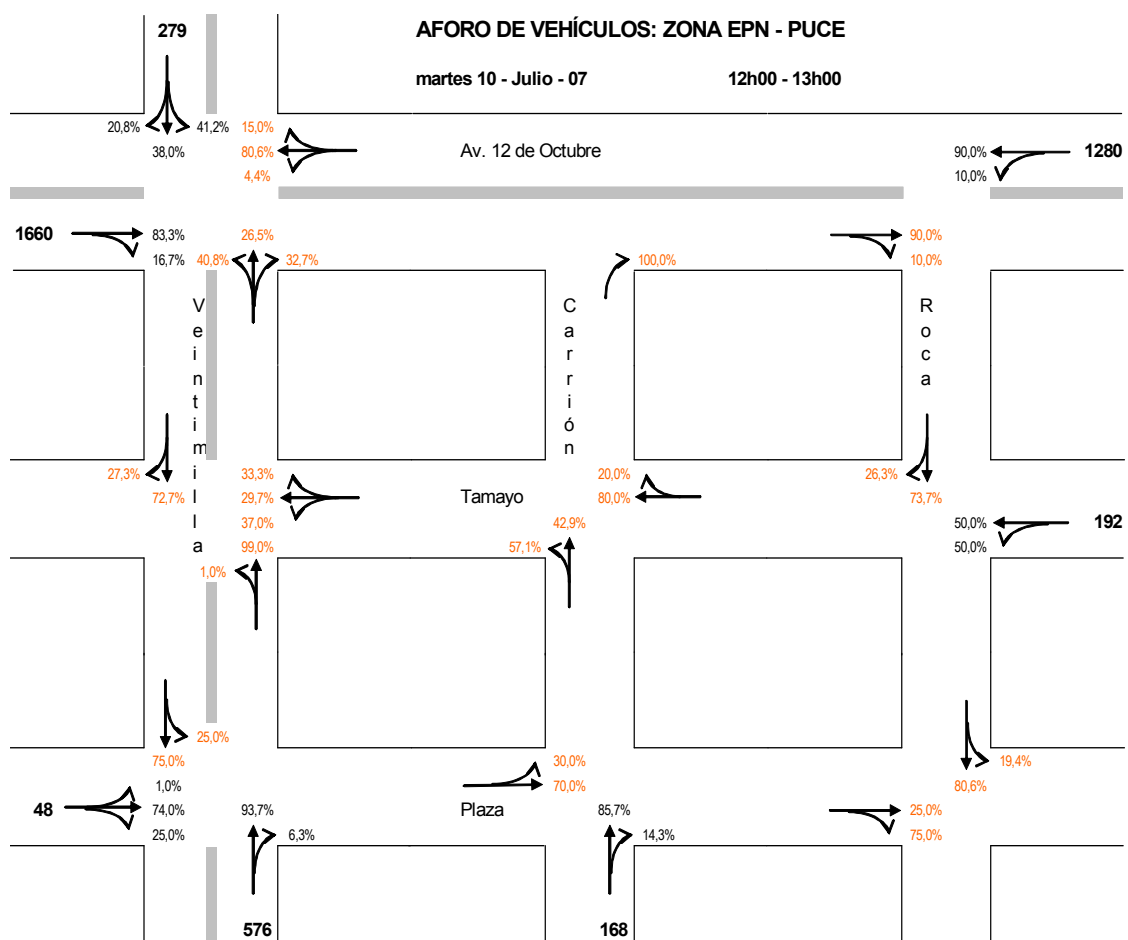 279
AFORO DE VEHÍCULOS: ZONA EPN - PUCE
martes 10 - Julio - 07 12h00 - 13h00
20,8% 41,2% 15,0%
38,0% 80,6% Av. 12 de Octubre 90,0% 1280
4,4% 10,0%
1660 83,3% 26,5% 90,0%
16,7% 40,8% 32,7% 100,0% 10,0%
Veintimilla
Carrión
Roca
27,3% 33,3% 20,0% 26,3%
72,7% 29,7% Tamayo 80,0% 73,7%
37,0% 42,9% 50,0% 192
99,0% 57,1% 50,0%
1,0%
25,0%
75,0% 30,0% 19,4%
1,0% 70,0% 80,6%
48 74,0% 93,7% Plaza 85,7% 25,0%
25,0% 6,3% 14,3% 75,0%
576 168